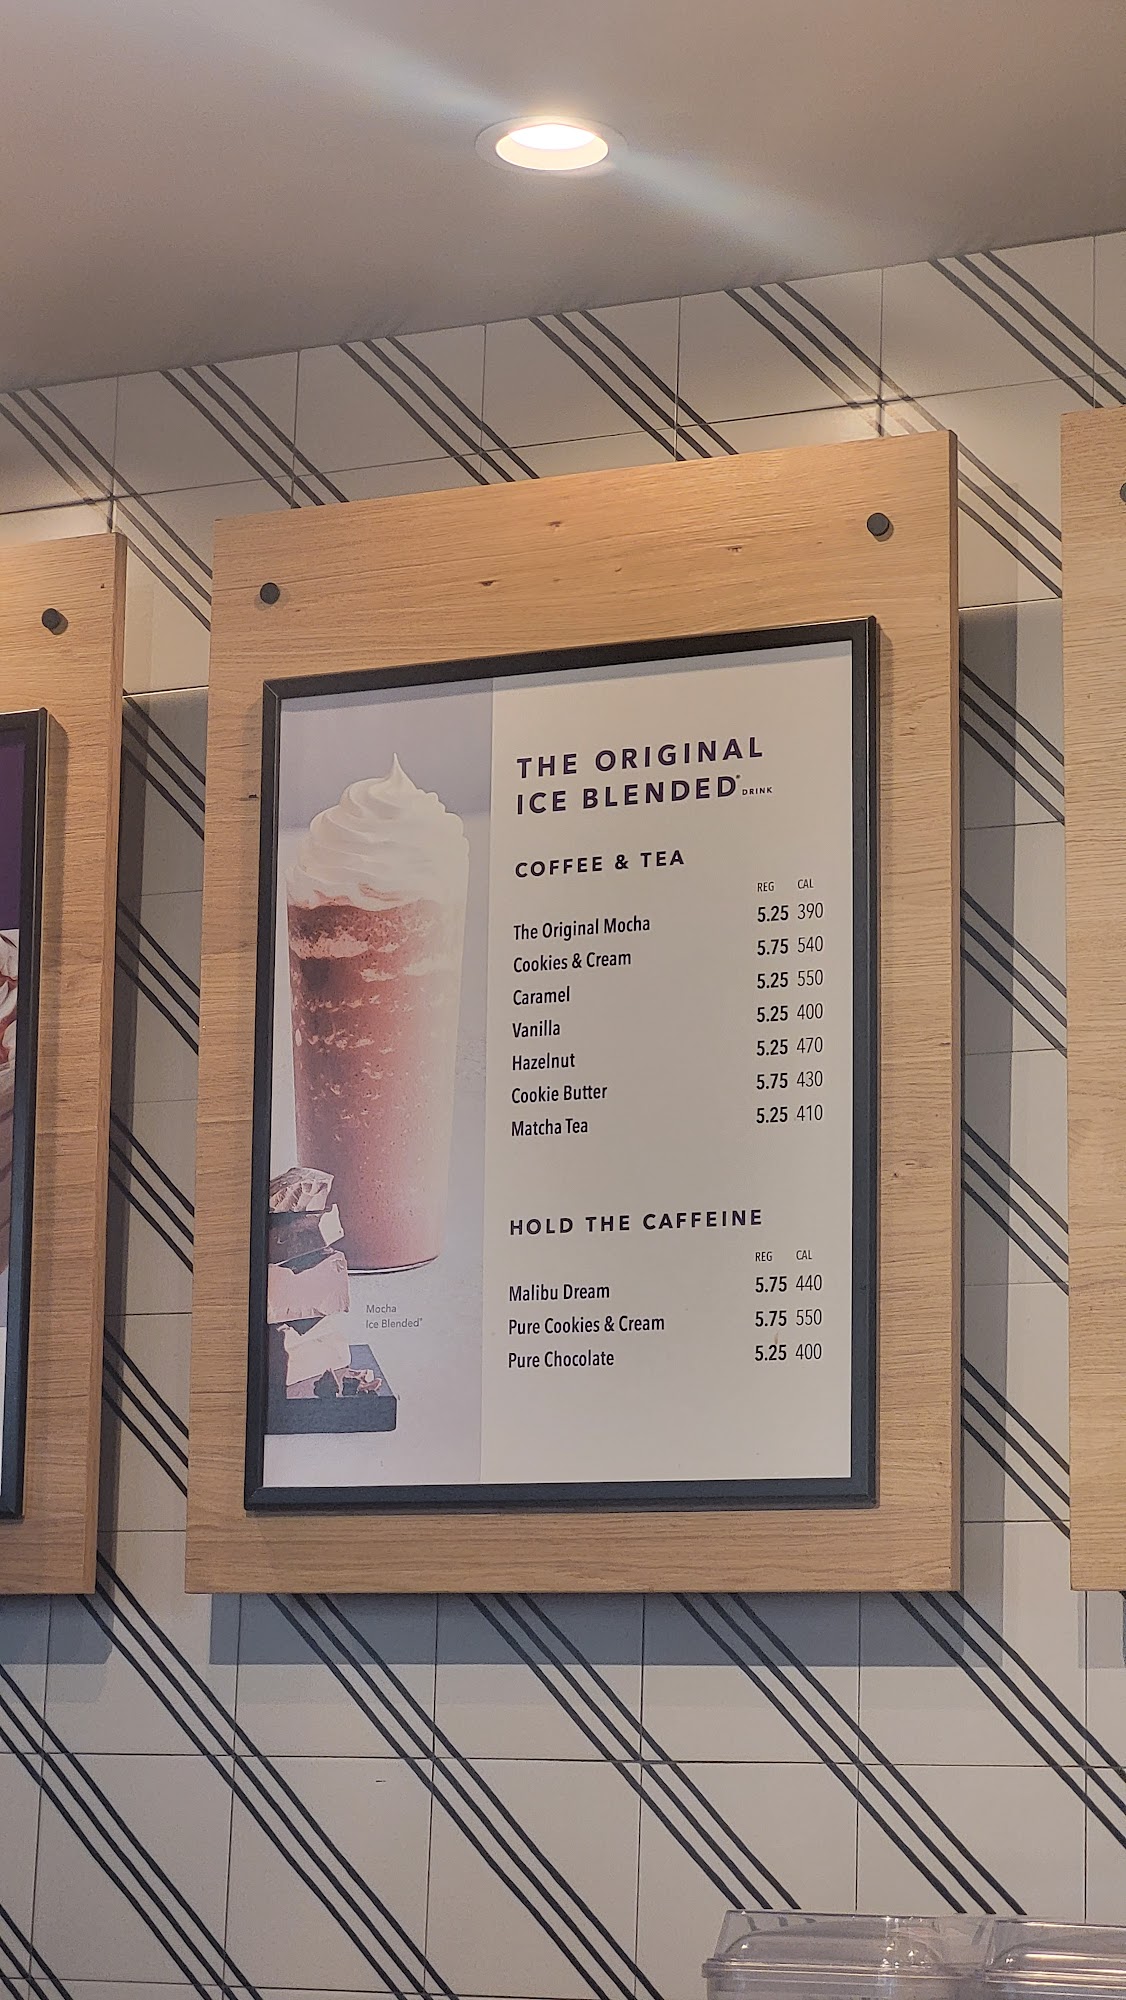 THE ORIGINAL
ICE BLENDED® DRINK
COFFEE & TEA
REG CAL
The Original Mocha 5.25 390
Cookies & Cream 5.75 540
Caramel 5.25 550
Vanilla 5.25 400
Hazelnut 5.25 470
Cookie Butter 5.75 430
Matcha Tea 5.25 410
HOLD THE CAFFEINE
REG CAL
Malibu Dream 5.75 440
Pure Cookies & Cream 5.75 550
Pure Chocolate 5.25 400
Mocha
Ice Blended®